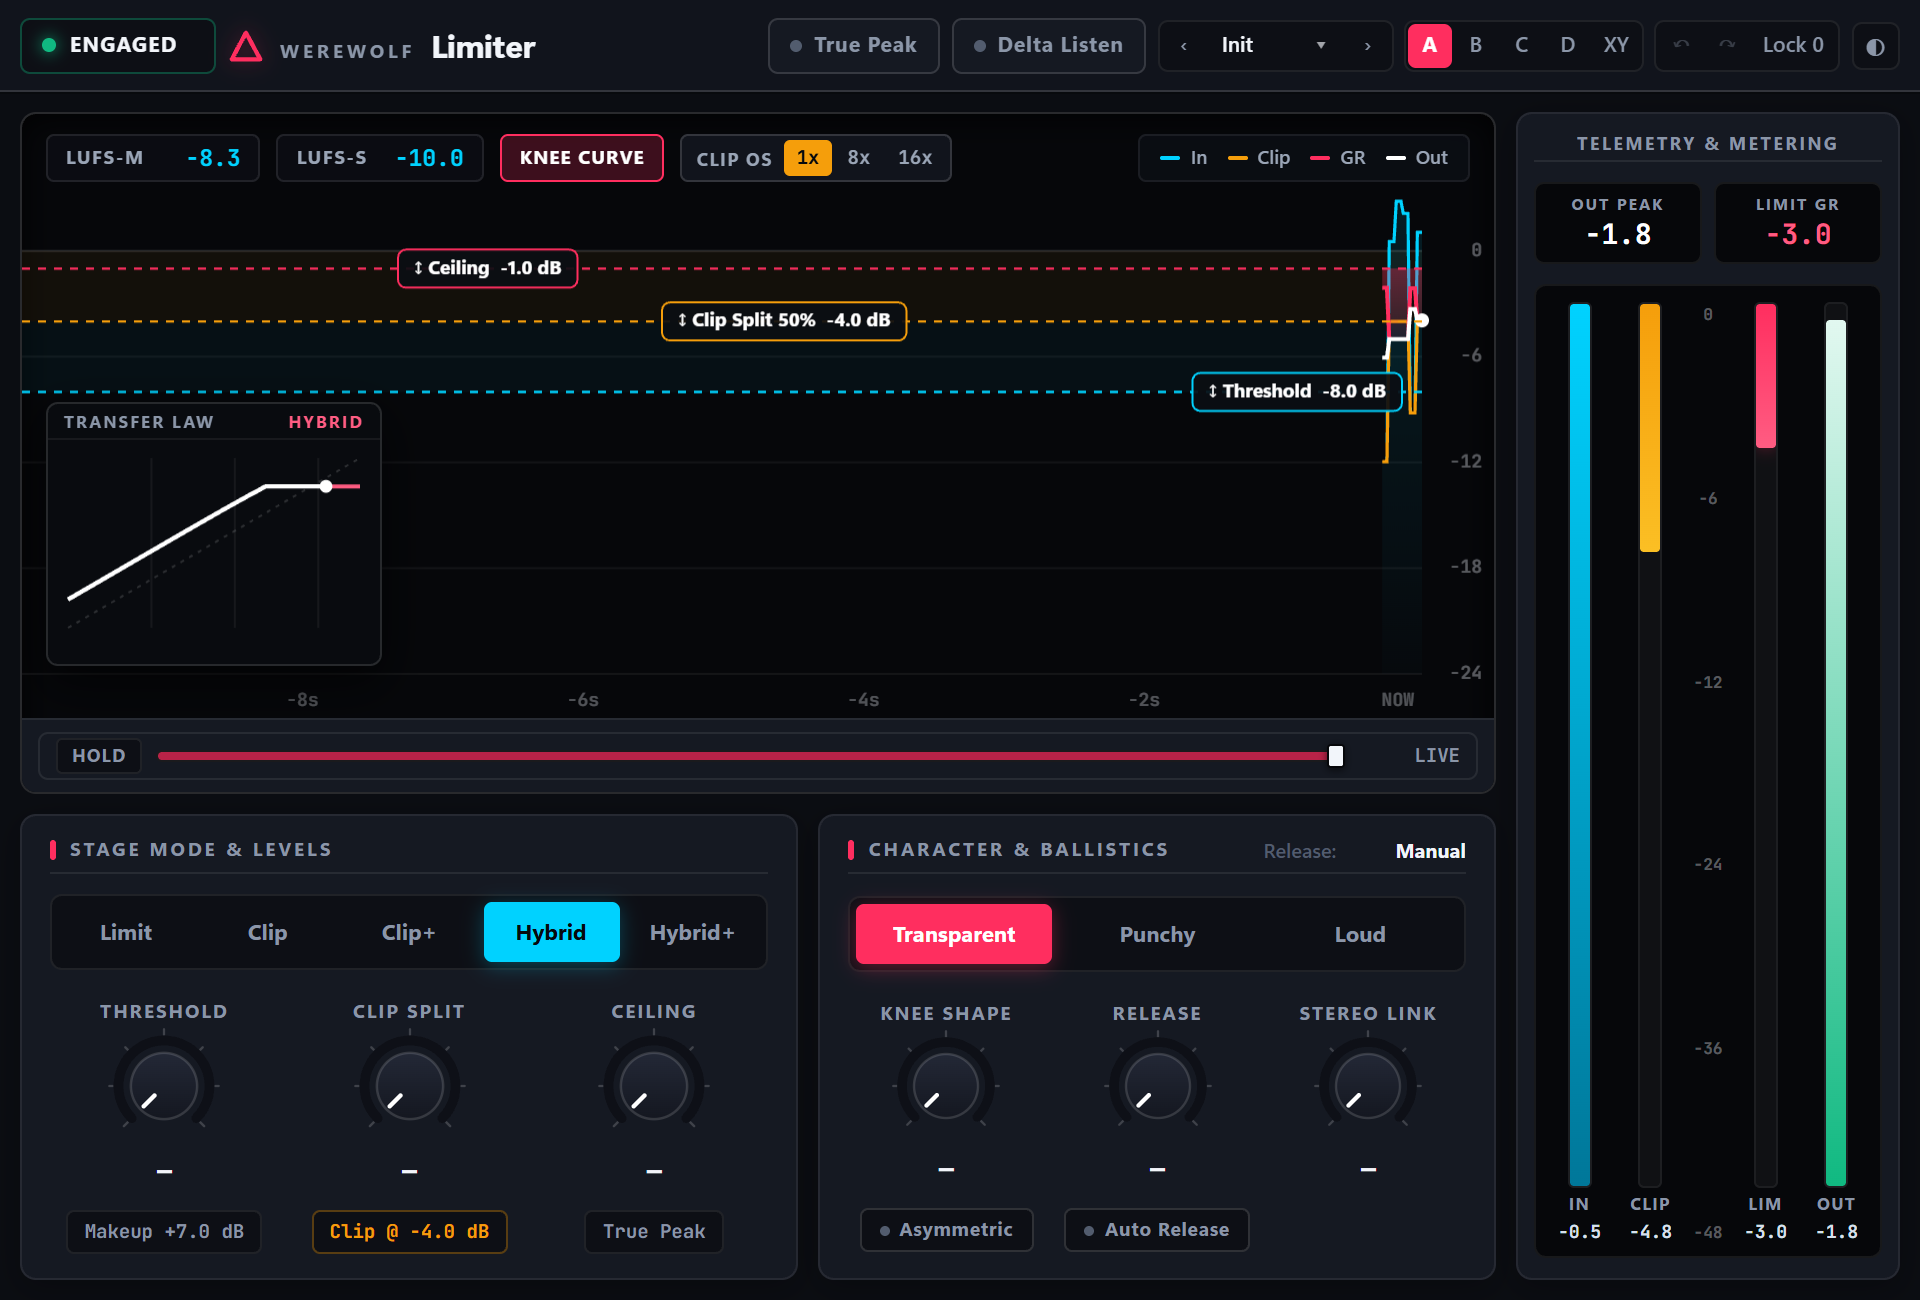 ENGAGED WEREWOLF Limiter True Peak Delta Listen ‹ Init ▼ › A B C D XY Lock 0
LUFS-M -8.3 LUFS-S -10.0 KNEE CURVE CLIP OS 1x 8x 16x In Clip GR Out
0
↕ Ceiling -1.0 dB
↕ Clip Split 50% -4.0 dB
-6
↕ Threshold -8.0 dB
TRANSFER LAW HYBRID
-12
-18
-24
-8s -6s -4s -2s NOW
HOLD LIVE
TELEMETRY & METERING
OUT PEAK LIMIT GR
-1.8 -3.0
0
-6
-12
-24
-36
IN CLIP LIM OUT
-0.5 -4.8 -48 -3.0 -1.8
STAGE MODE & LEVELS
Limit Clip Clip+ Hybrid Hybrid+
THRESHOLD CLIP SPLIT CEILING
– – –
Makeup +7.0 dB Clip @ -4.0 dB True Peak
CHARACTER & BALLISTICS Release: Manual
Transparent Punchy Loud
KNEE SHAPE RELEASE STEREO LINK
– – –
Asymmetric Auto Release